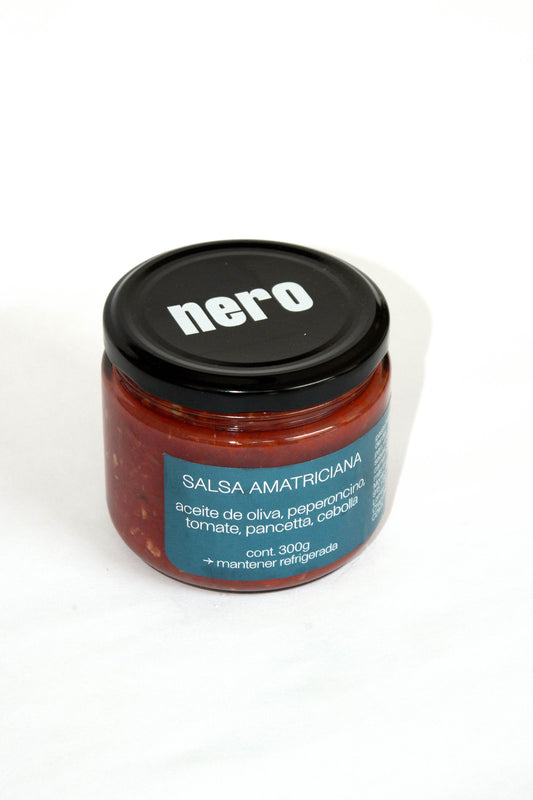 nero
SALSA AMATRICIANA
aceite de oliva, peperoncino,
tomate, pancetta, cebolla
cont. 300g
→ mantener refrigerada